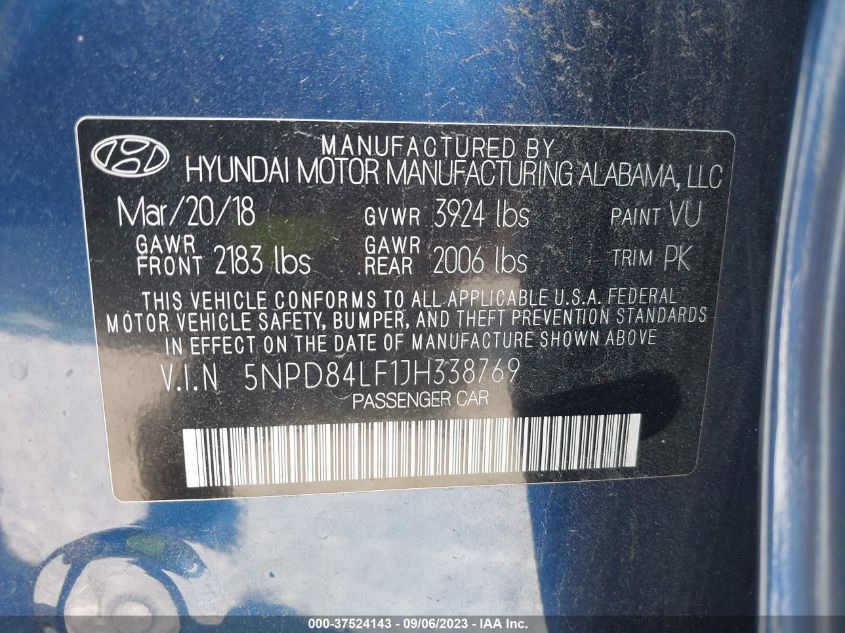 MANUFACTURED BY
HYUNDAI MOTOR MANUFACTURING ALABAMA, LLC
Mar/20/18 GVWR 3924 lbs PAINT VU
GAWR FRONT 2183 lbs GAWR REAR 2006 lbs TRIM PK
THIS VEHICLE CONFORMS TO ALL APPLICABLE U.S.A. FEDERAL
MOTOR VEHICLE SAFETY, BUMPER, AND THEFT PREVENTION STANDARDS
IN EFFECT ON THE DATE OF MANUFACTURE SHOWN ABOVE
V.I.N 5NPD84LF1JH338769
PASSENGER CAR
000-37524143 - 09/06/2023 - IAA Inc.